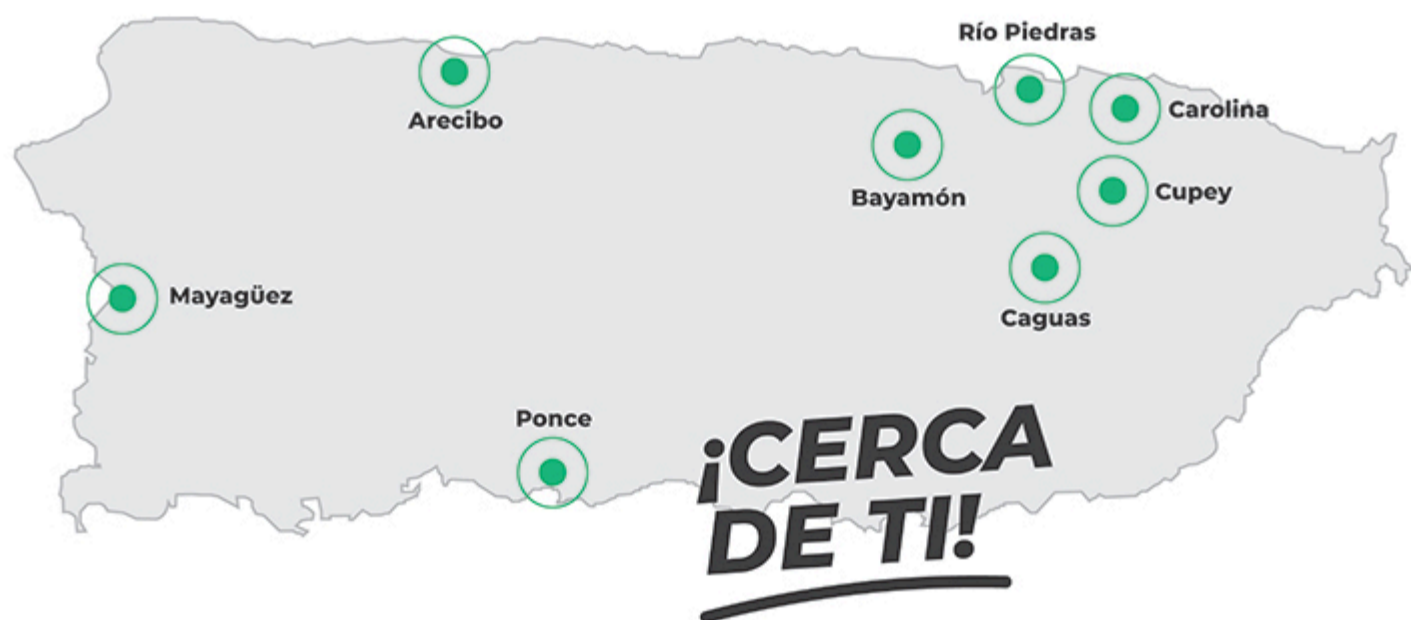 Río Piedras
Arecibo
Carolina
Bayamón
Cupey
Mayagüez
Caguas
Ponce
¡CERCA
DE TI!